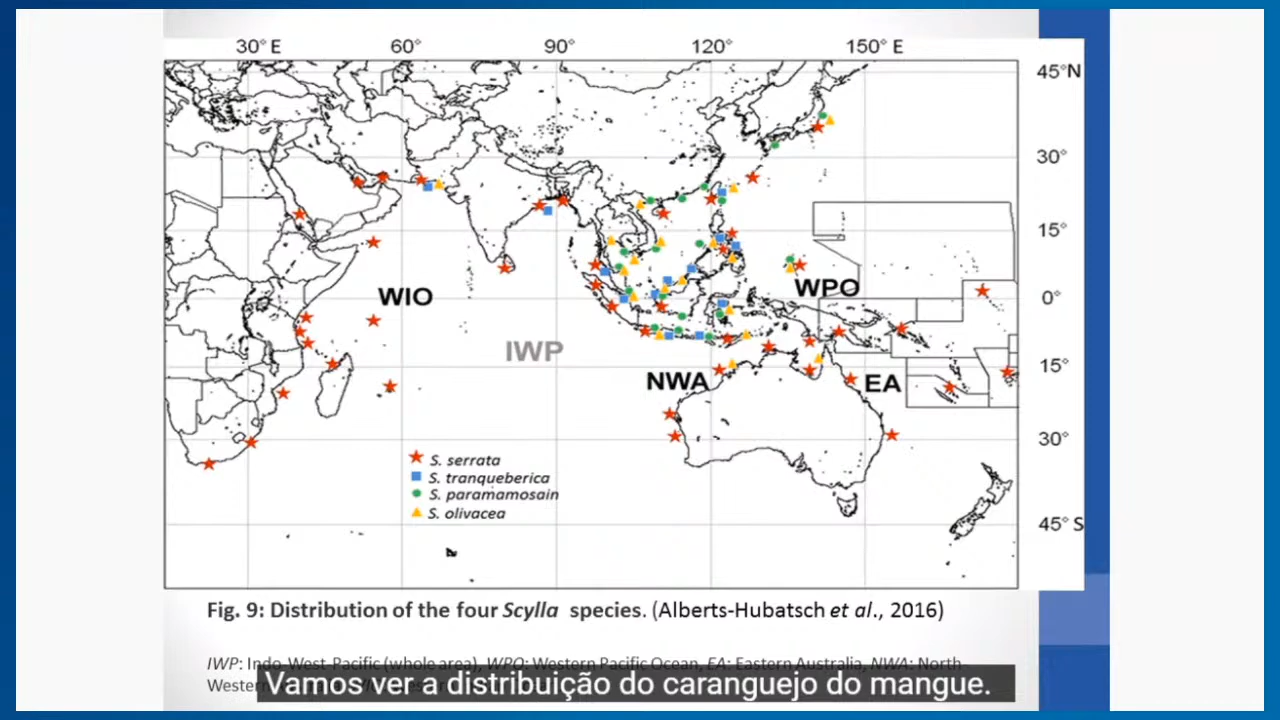 30° E 60° 90° 120° 150° E
45°N
30°
15°
0°
15°
30°
45° S
WIO
WPO
IWP
NWA
EA
S. serrata
S. tranqueberica
S. paramamosain
S. olivacea
Fig. 9: Distribution of the four Scylla species. (Alberts-Hubatsch et al., 2016)
IWP: Indo-West-Pacific (whole area), WPO: Western Pacific Ocean, EA: Eastern Australia, NWA: North-
Western
Vamos ver a distribuição do caranguejo do mangue.